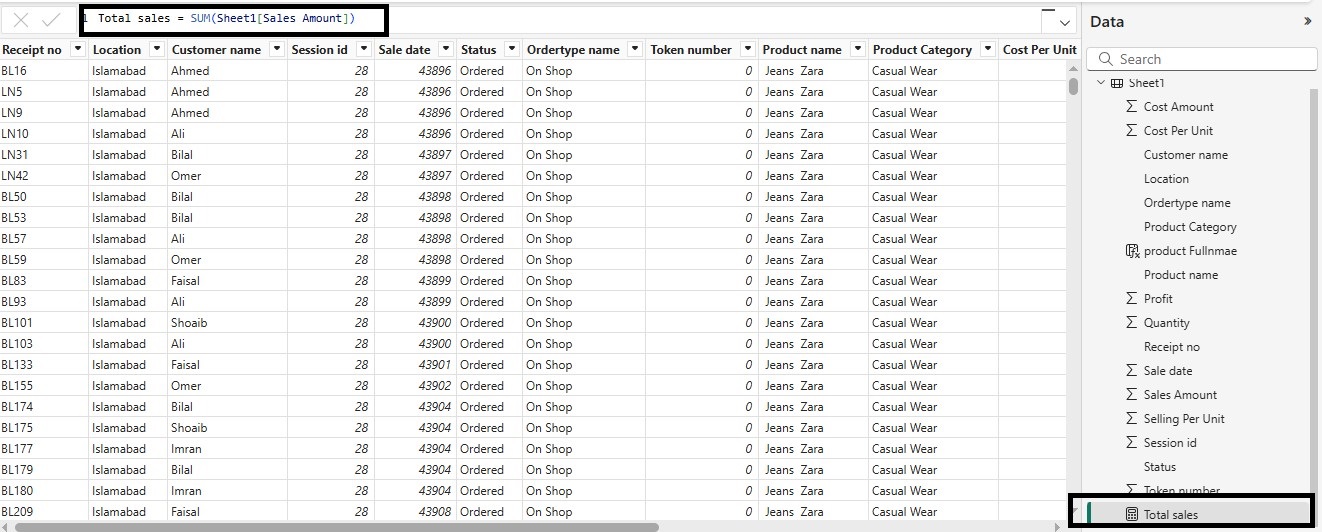 1 Total sales = SUM(Sheet1[Sales Amount])
Receipt no Location Customer name Session id Sale date Status Ordertype name Token number Product name Product Category Cost Per Unit
BL16 Islamabad Ahmed 28 43896 Ordered On Shop 0 Jeans Zara Casual Wear
LN5 Islamabad Ahmed 28 43896 Ordered On Shop 0 Jeans Zara Casual Wear
LN9 Islamabad Ahmed 28 43896 Ordered On Shop 0 Jeans Zara Casual Wear
LN10 Islamabad Ali 28 43896 Ordered On Shop 0 Jeans Zara Casual Wear
LN31 Islamabad Bilal 28 43897 Ordered On Shop 0 Jeans Zara Casual Wear
LN42 Islamabad Omer 28 43897 Ordered On Shop 0 Jeans Zara Casual Wear
BL50 Islamabad Bilal 28 43898 Ordered On Shop 0 Jeans Zara Casual Wear
BL53 Islamabad Bilal 28 43898 Ordered On Shop 0 Jeans Zara Casual Wear
BL57 Islamabad Ali 28 43898 Ordered On Shop 0 Jeans Zara Casual Wear
BL59 Islamabad Omer 28 43898 Ordered On Shop 0 Jeans Zara Casual Wear
BL83 Islamabad Faisal 28 43899 Ordered On Shop 0 Jeans Zara Casual Wear
BL93 Islamabad Ali 28 43899 Ordered On Shop 0 Jeans Zara Casual Wear
BL101 Islamabad Shoaib 28 43900 Ordered On Shop 0 Jeans Zara Casual Wear
BL103 Islamabad Ali 28 43900 Ordered On Shop 0 Jeans Zara Casual Wear
BL133 Islamabad Faisal 28 43901 Ordered On Shop 0 Jeans Zara Casual Wear
BL155 Islamabad Omer 28 43902 Ordered On Shop 0 Jeans Zara Casual Wear
BL174 Islamabad Bilal 28 43904 Ordered On Shop 0 Jeans Zara Casual Wear
BL175 Islamabad Shoaib 28 43904 Ordered On Shop 0 Jeans Zara Casual Wear
BL177 Islamabad Imran 28 43904 Ordered On Shop 0 Jeans Zara Casual Wear
BL179 Islamabad Bilal 28 43904 Ordered On Shop 0 Jeans Zara Casual Wear
BL180 Islamabad Imran 28 43904 Ordered On Shop 0 Jeans Zara Casual Wear
BL209 Islamabad Faisal 28 43908 Ordered On Shop 0 Jeans Zara Casual Wear
Data
Search
Sheet1
Cost Amount
Cost Per Unit
Customer name
Location
Ordertype name
Product Category
product Fullnmae
Product name
Profit
Quantity
Receipt no
Sale date
Sales Amount
Selling Per Unit
Session id
Status
Token number
Total sales